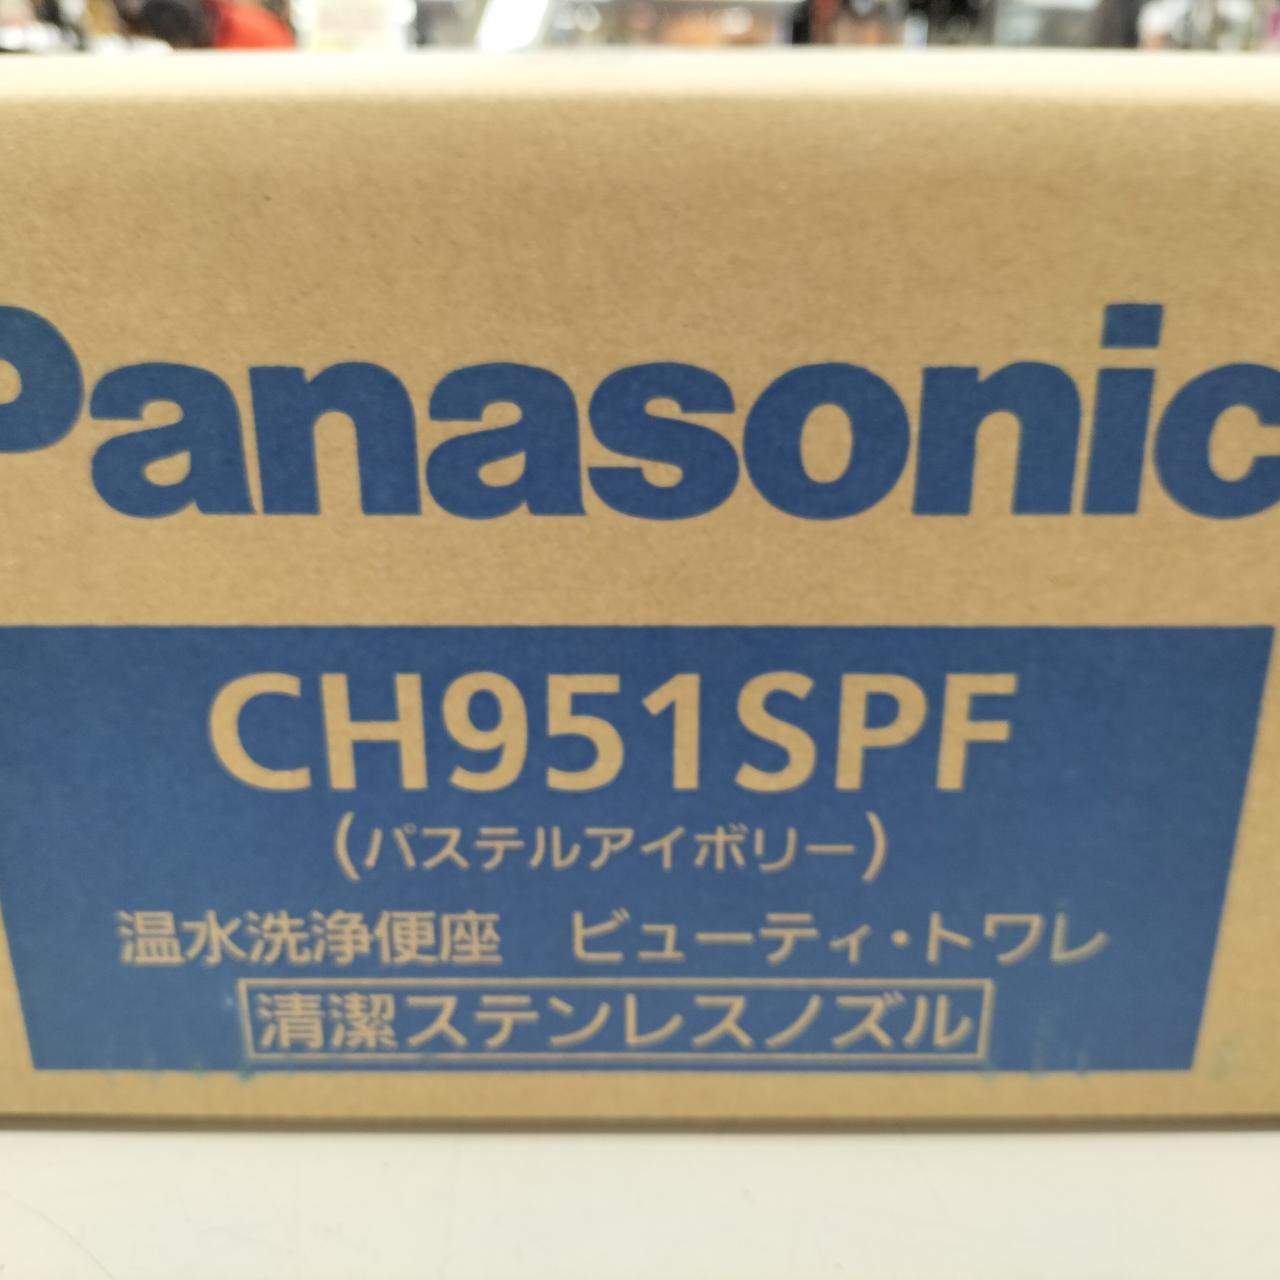 Panasonic
CH951SPF
(パステルアイボリー)
温水洗浄便座　ビューティ・トワレ
清潔ステンレスノズル